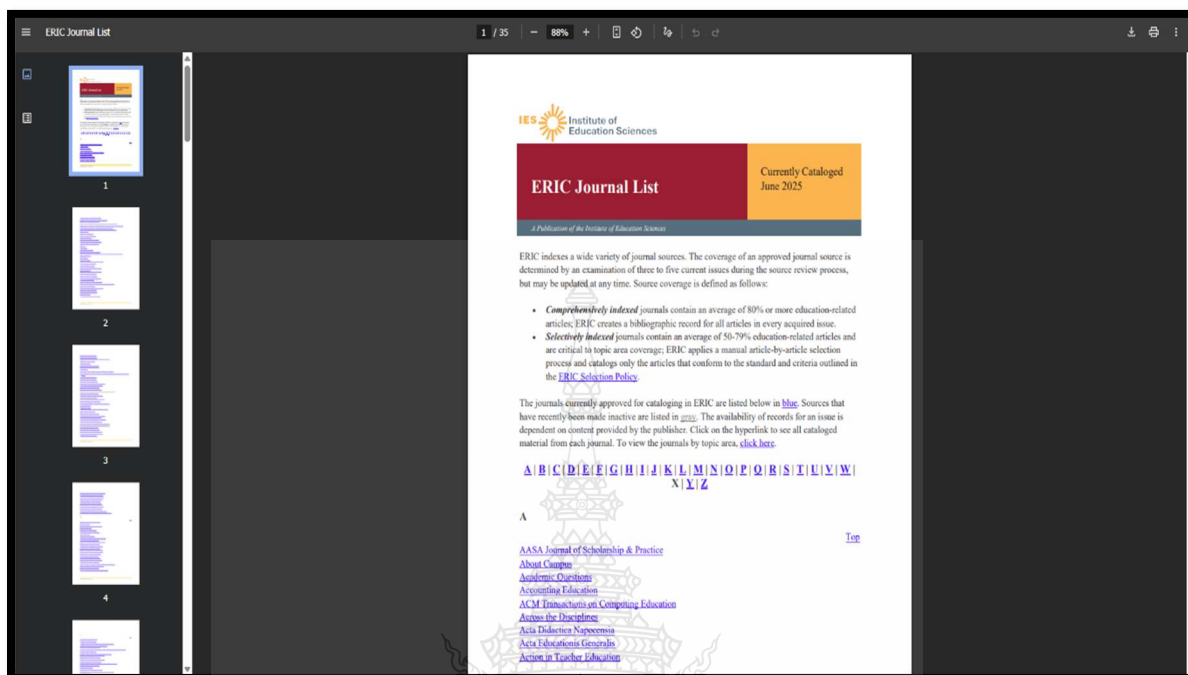 ERIC Journal List
1 / 35
88%
1
2
3
4
IES Institute of
Education Sciences
ERIC Journal List
Currently Cataloged
June 2025
A Publication of the Institute of Education Sciences
ERIC indexes a wide variety of journal sources. The coverage of an approved journal source is
determined by an examination of three to five current issues during the source review process,
but may be updated at any time. Source coverage is defined as follows:
• Comprehensively indexed journals contain an average of 80% or more education-related
articles; ERIC creates a bibliographic record for all articles in every acquired issue.
• Selectively indexed journals contain an average of 50-79% education-related articles and
are critical to topic area coverage; ERIC applies a manual article-by-article selection
process and catalogs only the articles that conform to the standard and criteria outlined in
the ERIC Selection Policy.
The journals currently approved for cataloging in ERIC are listed below in blue. Sources that
have recently been made inactive are listed in gray. The availability of records for an issue is
dependent on content provided by the publisher. Click on the hyperlink to see all cataloged
material from each journal. To view the journals by topic area, click here.
A | B | C | D | E | F | G | H | I | J | K | L | M | N | O | P | Q | R | S | T | U | V | W |
X | Y | Z
A
Top
AASA Journal of Scholarship & Practice
About Campus
Academic Questions
Accounting Education
ACM Transactions on Computing Education
Across the Disciplines
Acta Didactica Napocensia
Acta Educationis Generalis
Action in Teacher Education